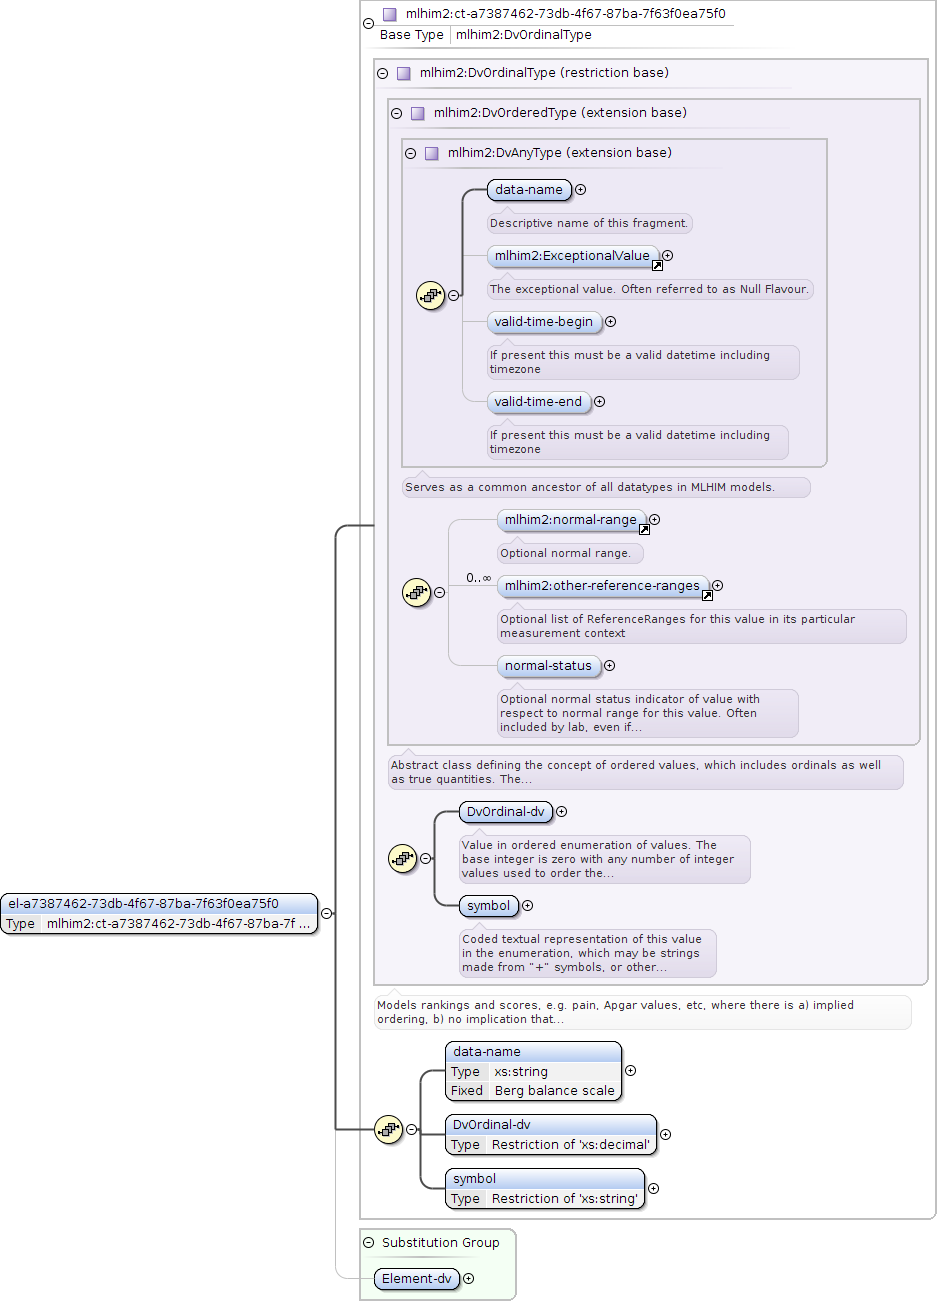 mlhim2:ct-a7387462-73db-4f67-87ba-7f63f0ea75f0
Base Type mlhim2:DvOrdinalType
mlhim2:DvOrdinalType (restriction base)
mlhim2:DvOrderedType (extension base)
mlhim2:DvAnyType (extension base)
data-name
Descriptive name of this fragment.
mlhim2:ExceptionalValue
The exceptional value. Often referred to as Null Flavour.
valid-time-begin
If present this must be a valid datetime including
timezone
valid-time-end
If present this must be a valid datetime including
timezone
Serves as a common ancestor of all datatypes in MLHIM models.
mlhim2:normal-range
Optional normal range.
0..∞
mlhim2:other-reference-ranges
Optional list of ReferenceRanges for this value in its particular
measurement context
normal-status
Optional normal status indicator of value with
respect to normal range for this value. Often
included by lab, even if...
Abstract class defining the concept of ordered values, which includes ordinals as well
as true quantities. The...
DvOrdinal-dv
Value in ordered enumeration of values. The
base integer is zero with any number of integer
values used to order the...
symbol
Coded textual representation of this value
in the enumeration, which may be strings
made from "+" symbols, or other...
el-a7387462-73db-4f67-87ba-7f63f0ea75f0
Type mlhim2:ct-a7387462-73db-4f67-87ba-7f ...
Models rankings and scores, e.g. pain, Apgar values, etc, where there is a) implied
ordering, b) no implication that...
data-name
Type xs:string
Fixed Berg balance scale
DvOrdinal-dv
Type Restriction of 'xs:decimal'
symbol
Type Restriction of 'xs:string'
Substitution Group
Element-dv